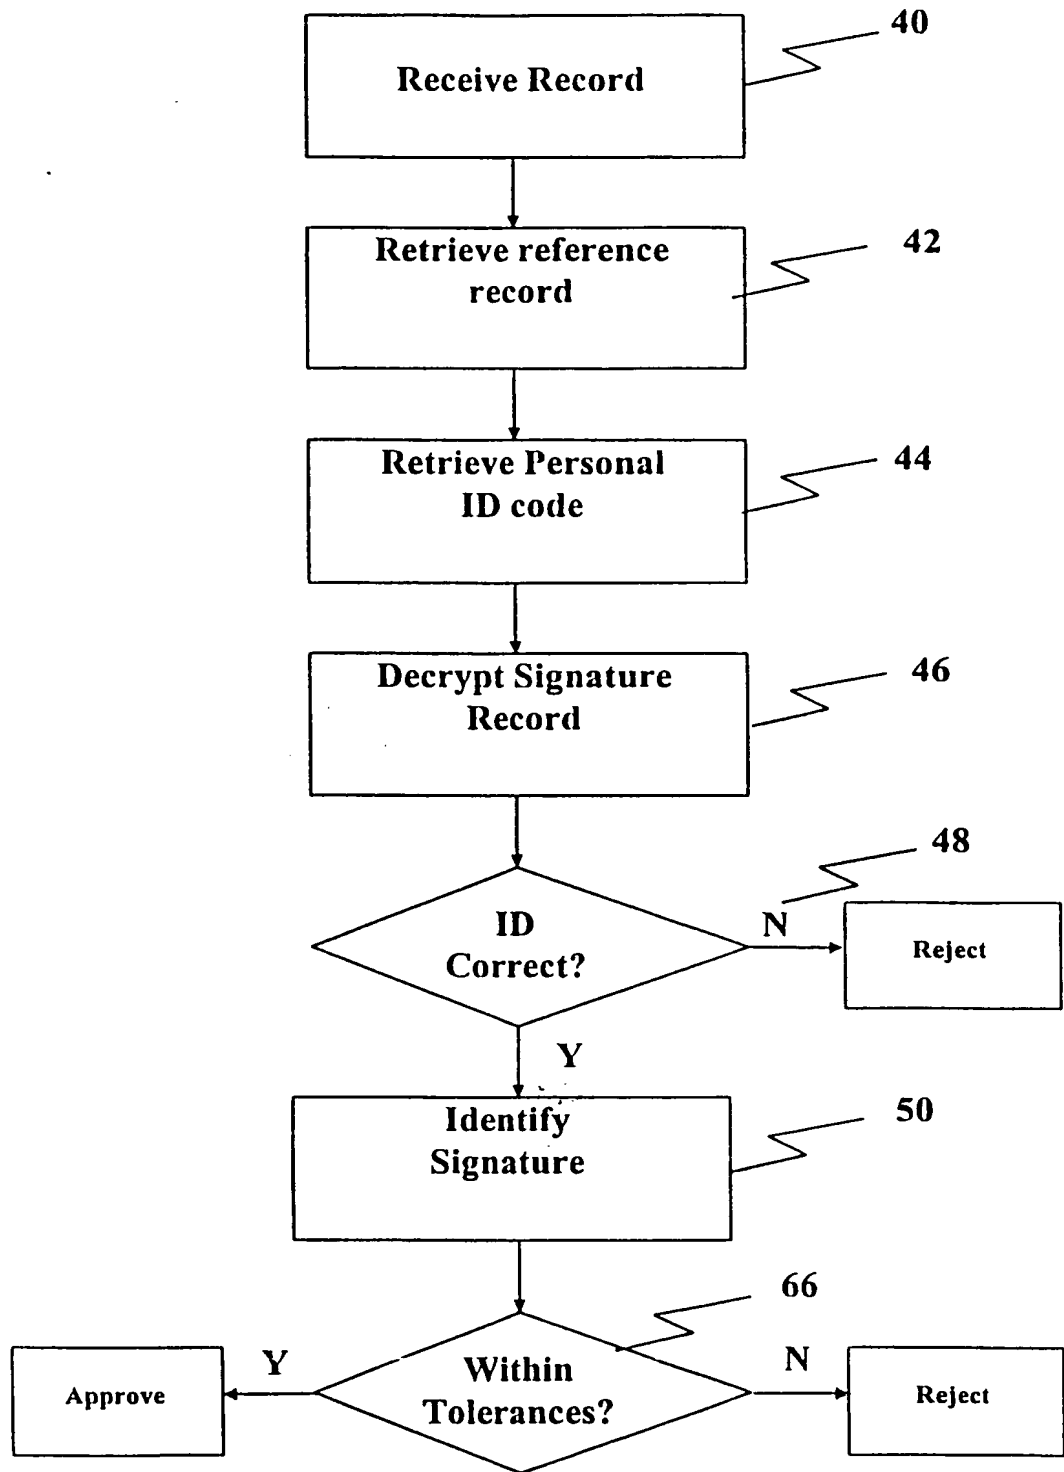 40
Receive Record
42
Retrieve reference
record
44
Retrieve Personal
ID code
46
Decrypt Signature
Record
48
ID
Correct?
N
Reject
Y
50
Identify
Signature
66
Within
Tolerances?
Y
Approve
N
Reject